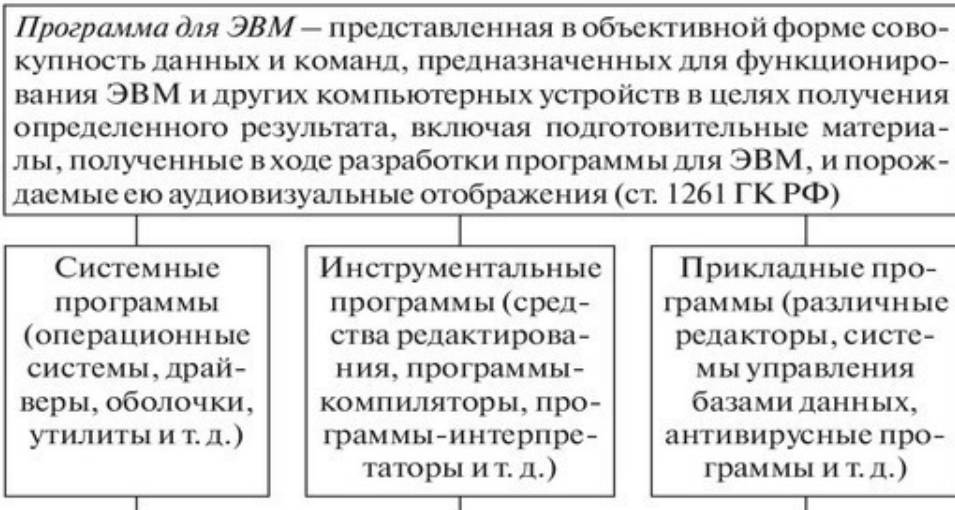 Программа для ЭВМ – представленная в объективной форме сово-
купность данных и команд, предназначенных для функциониро-
вания ЭВМ и других компьютерных устройств в целях получения
определенного результата, включая подготовительные материа-
лы, полученные в ходе разработки программы для ЭВМ, и порож-
даемые ею аудиовизуальные отображения (ст. 1261 ГК РФ)
Системные
программы
(операционные
системы, драй-
веры, оболочки,
утилиты и т. д.)
Инструментальные
программы (сред-
ства редактирова-
ния, программы-
компиляторы, про-
граммы-интерпре-
таторы и т. д.)
Прикладные про-
граммы (различные
редакторы, систе-
мы управления
базами данных,
антивирусные про-
граммы и т. д.)